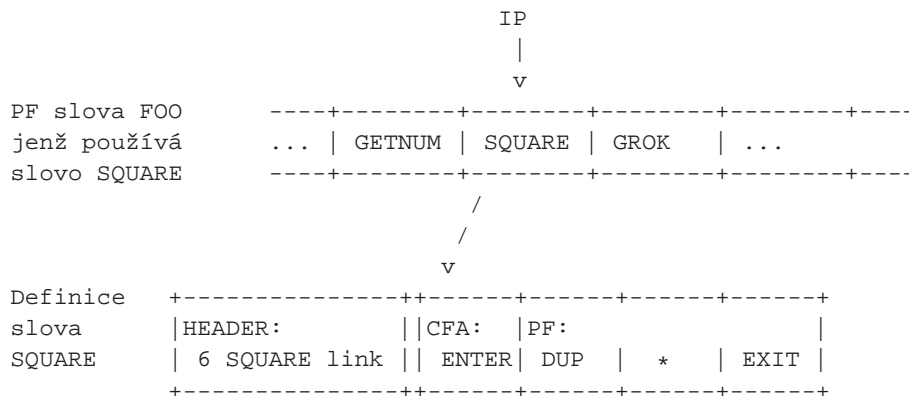 IP
                                  |
                                  v
PF slova FOO      ----+--------+--------+--------+--------+----
jenž používá      ... | GETNUM | SQUARE | GROK   | ...
slovo SQUARE      ----+--------+--------+--------+--------+----
                               /
                              /
                             v
Definice   +---------------++------+------+------+------+
slova      |HEADER:        ||CFA:  |PF:                 |
SQUARE     | 6 SQUARE link || ENTER| DUP  |  *   | EXIT |
           +---------------++------+------+------+------+